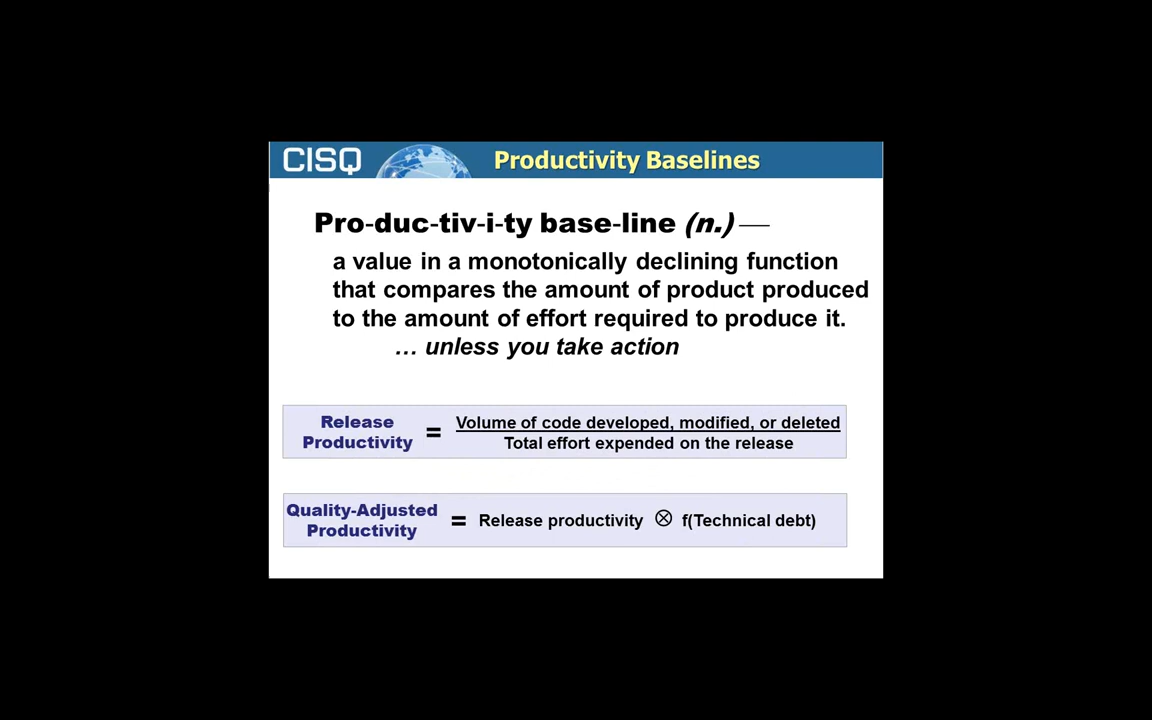 CISQ
Productivity Baselines
Pro-duc-tiv-i-ty base-line (n.) —
a value in a monotonically declining function
that compares the amount of product produced
to the amount of effort required to produce it.
… unless you take action
Release
Productivity
=
Volume of code developed, modified, or deleted
Total effort expended on the release
Quality-Adjusted
Productivity
=
Release productivity ⊗ f(Technical debt)